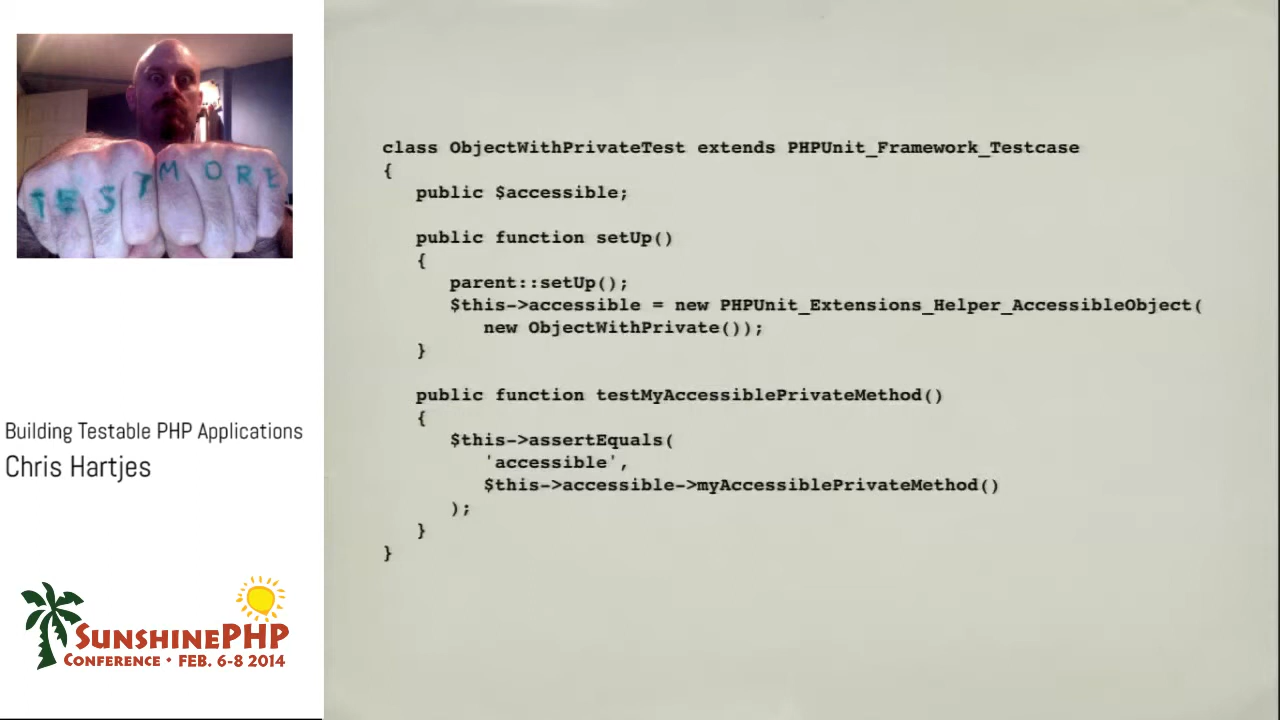 TEST MORE
Building Testable PHP Applications
Chris Hartjes
SUNSHINEPHP
CONFERENCE • FEB. 6-8 2014
class ObjectWithPrivateTest extends PHPUnit_Framework_Testcase
{
public $accessible;
public function setUp()
{
parent::setUp();
$this->accessible = new PHPUnit_Extensions_Helper_AccessibleObject(
new ObjectWithPrivate());
}
public function testMyAccessiblePrivateMethod()
{
$this->assertEquals(
'accessible',
$this->accessible->myAccessiblePrivateMethod()
);
}
}